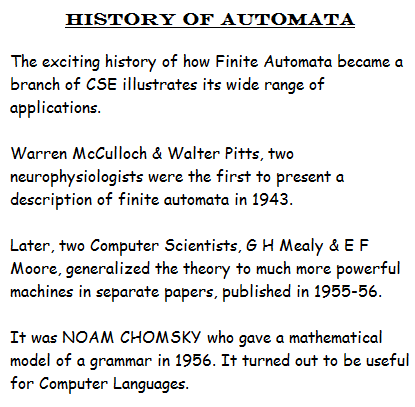 HISTORY OF AUTOMATA
The exciting history of how Finite Automata became a
branch of CSE illustrates its wide range of
applications.
Warren McCulloch & Walter Pitts, two
neurophysiologists were the first to present a
description of finite automata in 1943.
Later, two Computer Scientists, G H Mealy & E F
Moore, generalized the theory to much more powerful
machines in separate papers, published in 1955-56.
It was NOAM CHOMSKY who gave a mathematical
model of a grammar in 1956. It turned out to be useful
for Computer Languages.